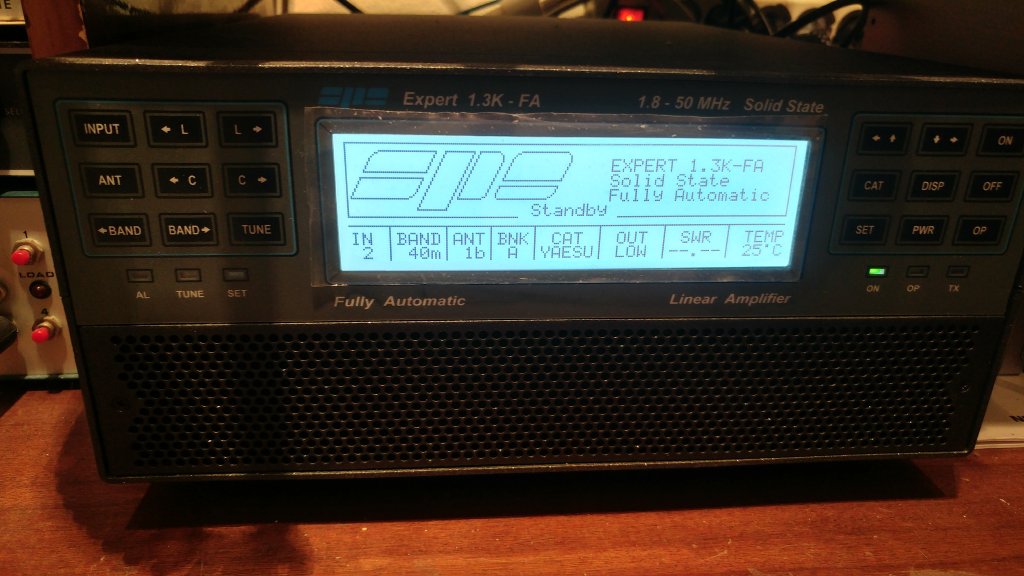 spe Expert 1.3K - FA 1.8 - 50 MHz Solid State
INPUT ← L L →
ANT ← C C →
←BAND BAND→ TUNE
AL TUNE SET
spe
EXPERT 1.3K-FA
Solid State
Fully Automatic
Standby
IN BAND ANT BNK CAT OUT SWR TEMP
2 40m 1b A YAESU LOW --.-- 25°C
Fully Automatic Linear Amplifier
ON
CAT DISP OFF
SET PWR OP
ON OP TX
1
LOAD
4